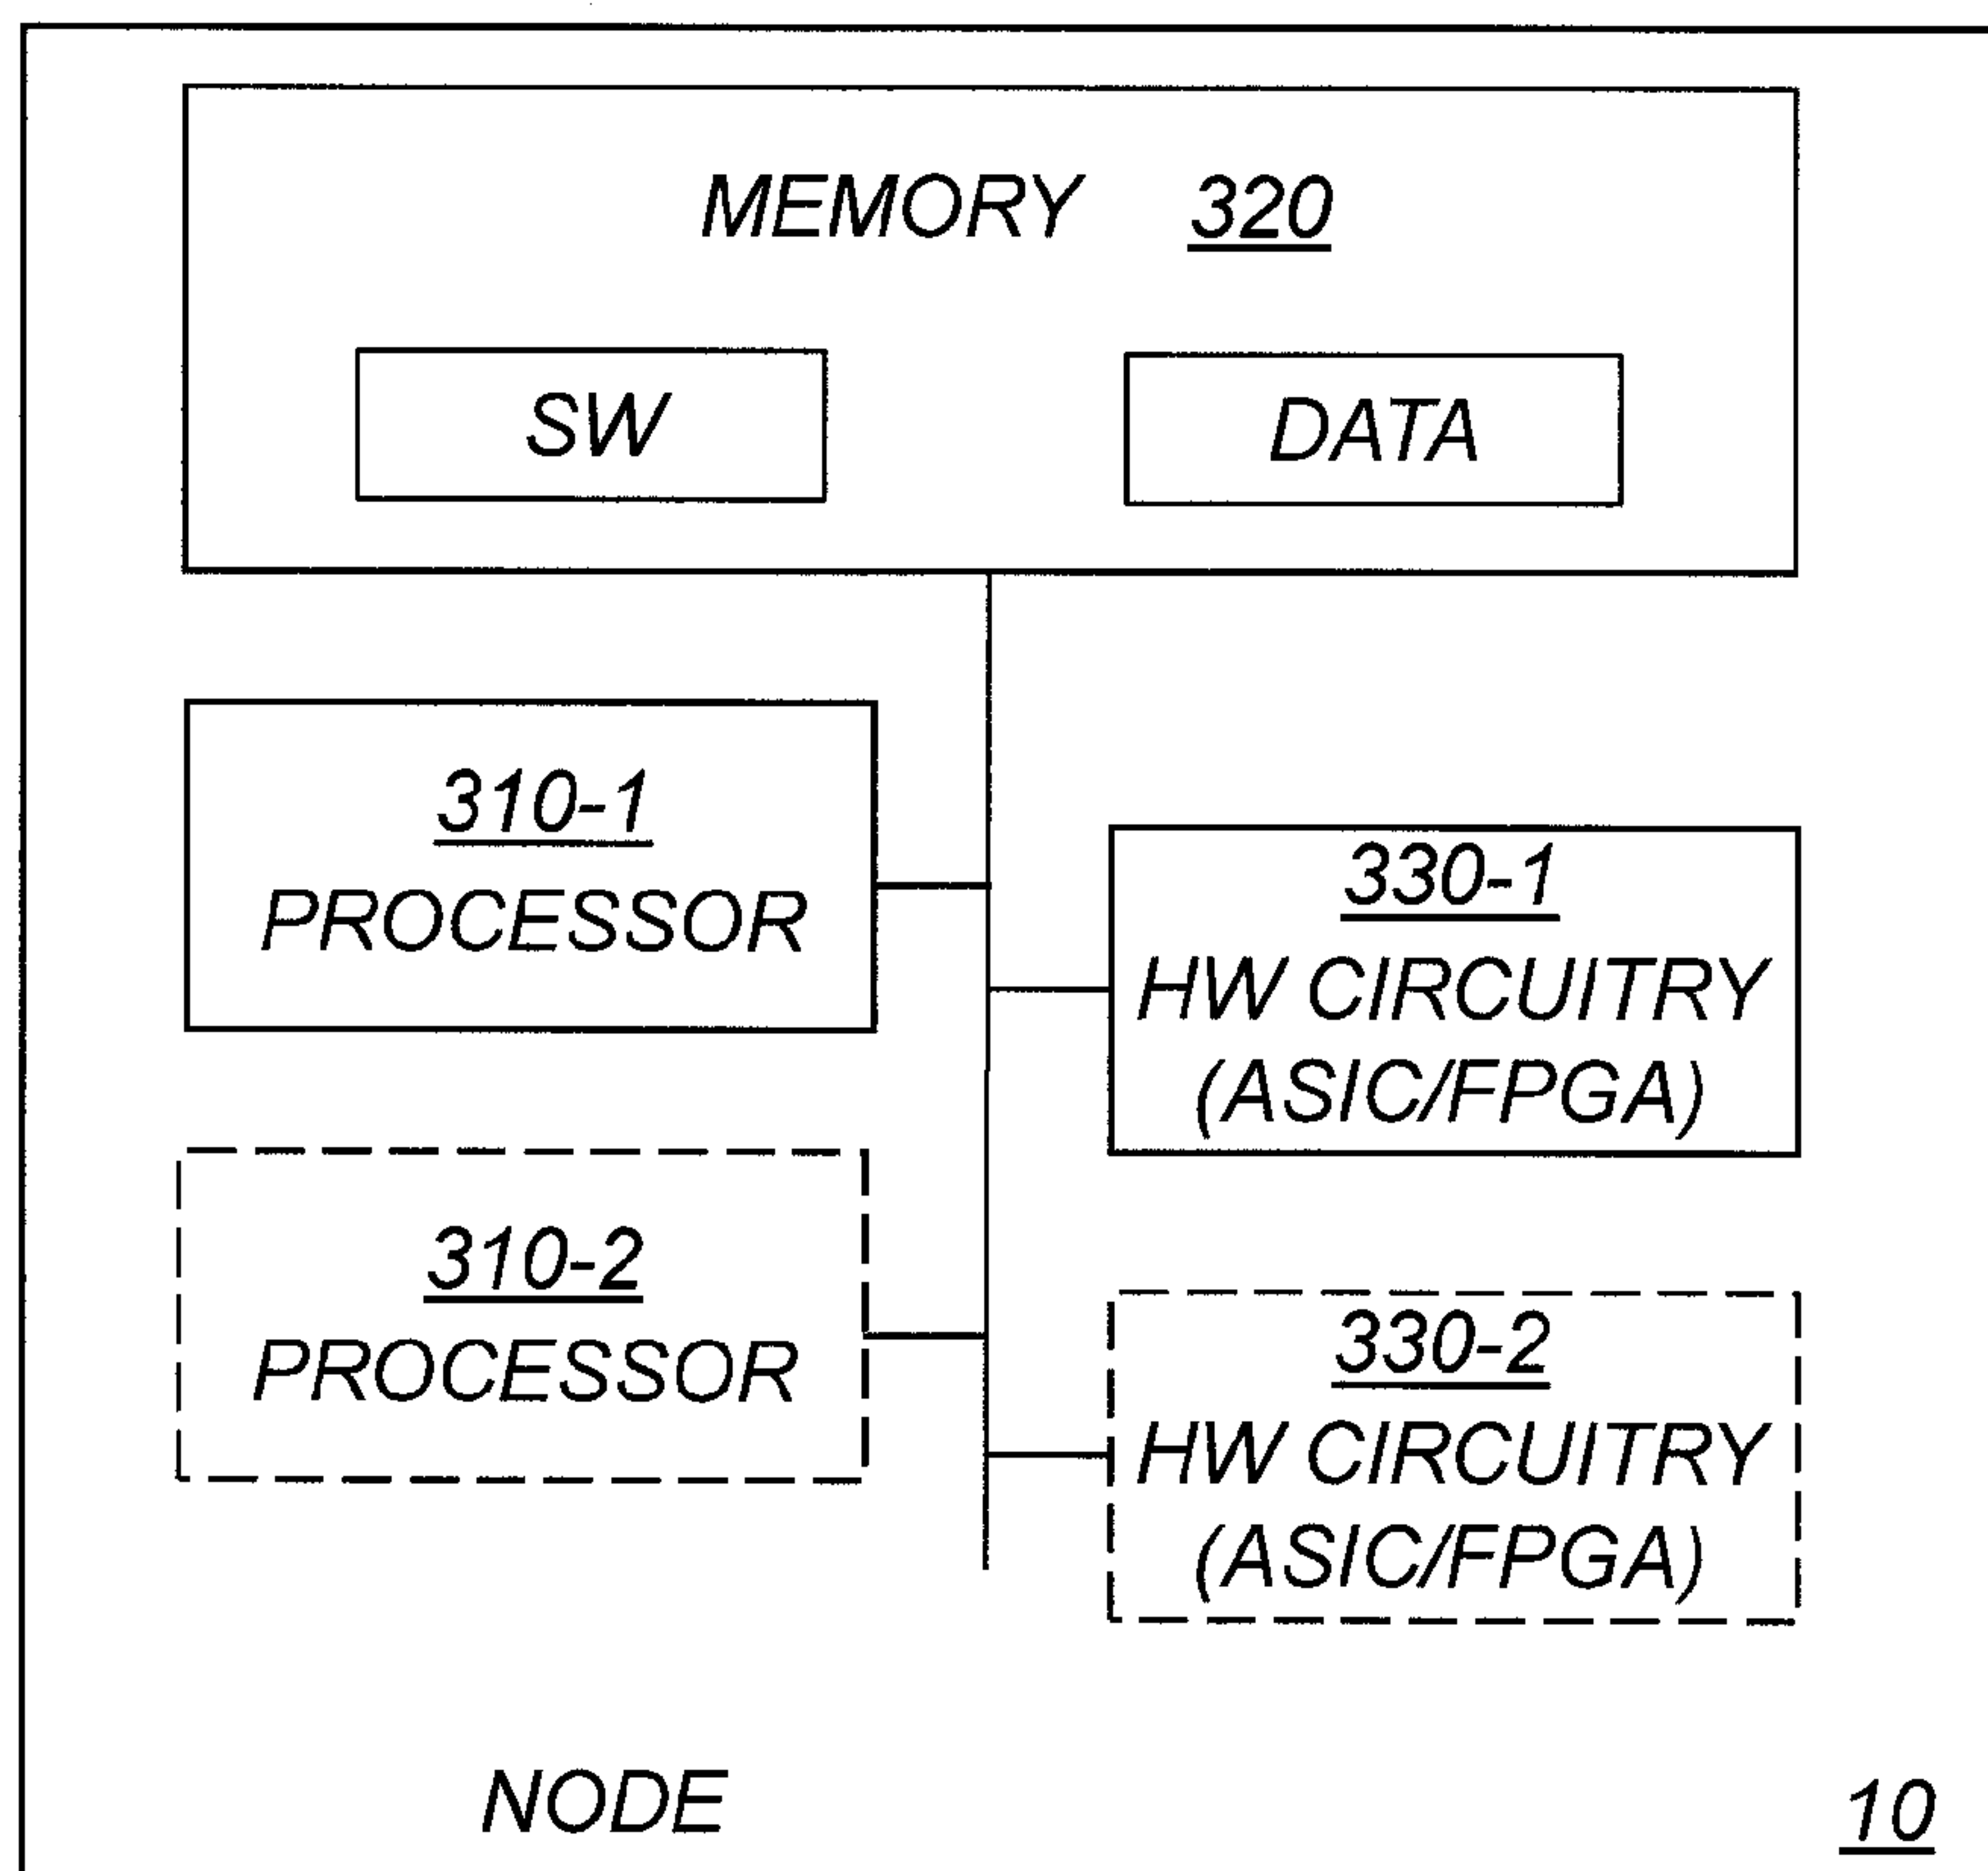 MEMORY 320
SW
DATA
310-1
PROCESSOR
330-1
HW CIRCUITRY
(ASIC/FPGA)
310-2
PROCESSOR
330-2
HW CIRCUITRY
(ASIC/FPGA)
NODE
10